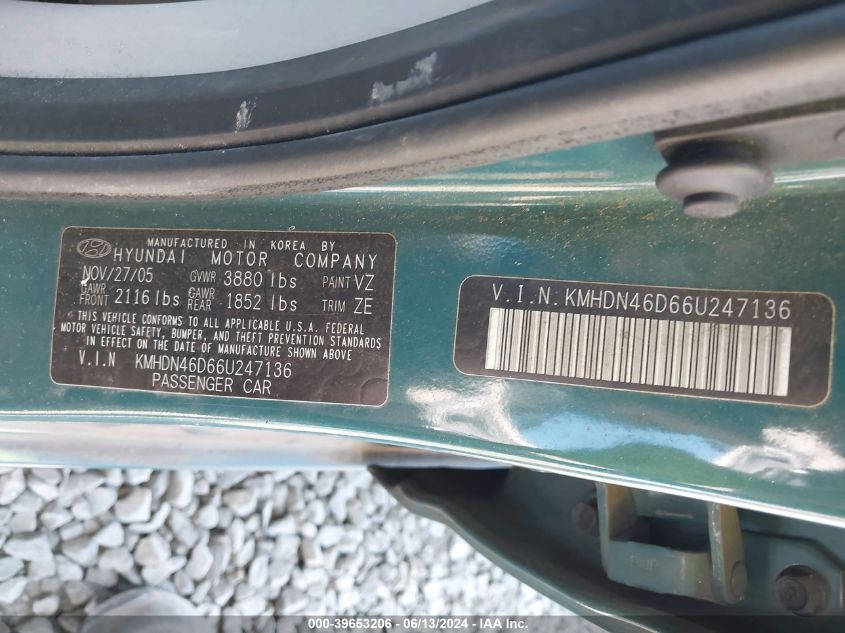 MANUFACTURED IN KOREA BY
HYUNDAI MOTOR COMPANY
NOV/27/05 GVWR 3880 lbs PAINT VZ
GAWR FRONT 2116 lbs GAWR REAR 1852 lbs TRIM ZE
THIS VEHICLE CONFORMS TO ALL APPLICABLE U.S.A. FEDERAL
MOTOR VEHICLE SAFETY, BUMPER, AND THEFT PREVENTION STANDARDS
IN EFFECT ON THE DATE OF MANUFACTURE SHOWN ABOVE
V.I.N KMHDN46D66U247136
PASSENGER CAR
V.I.N. KMHDN46D66U247136
000-39653206 - 06/13/2024 - IAA Inc.